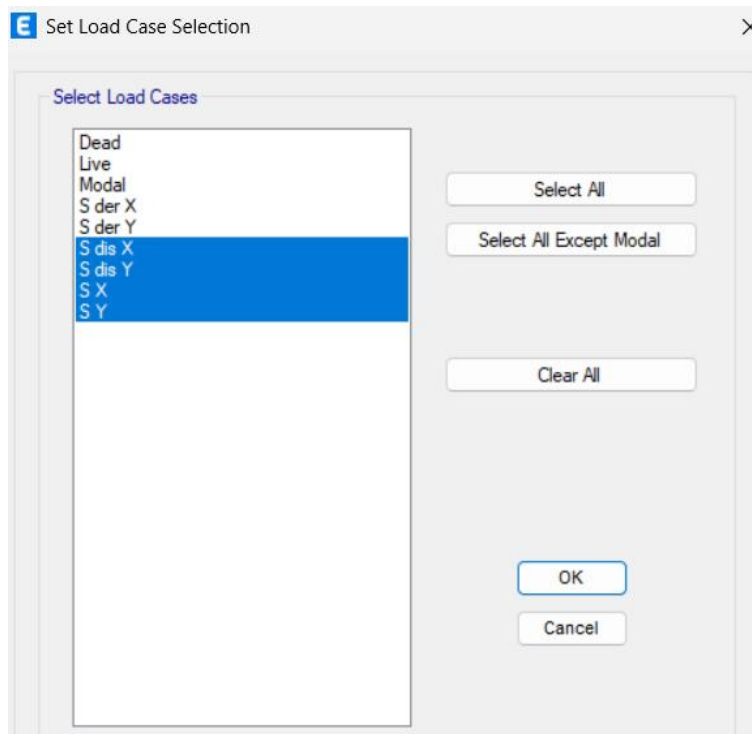 E Set Load Case Selection
Select Load Cases
Dead
Live
Modal
S der X
S der Y
S dis X
S dis Y
S X
S Y
Select All
Select All Except Modal
Clear All
OK
Cancel